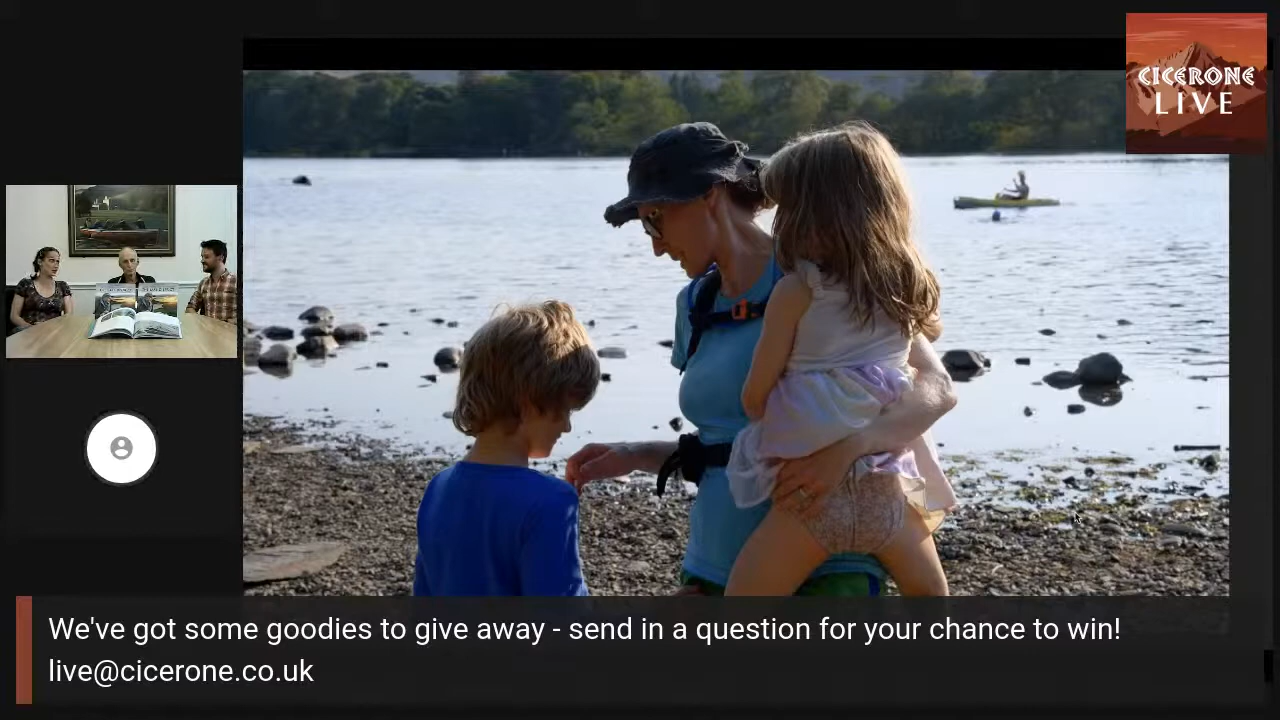 CICERONE
LIVE
We've got some goodies to give away - send in a question for your chance to win!
live@cicerone.co.uk